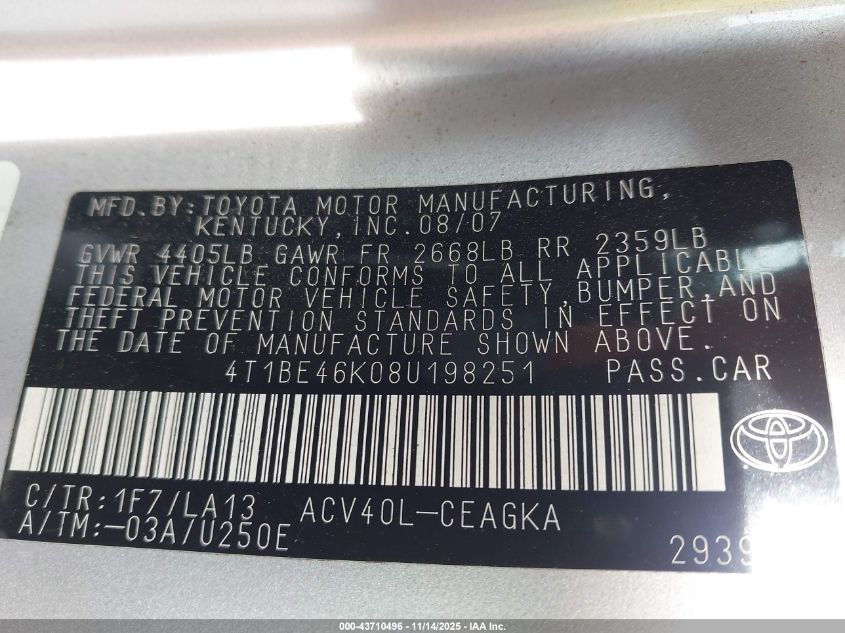 MFD.BY:TOYOTA MOTOR MANUFACTURING,
KENTUCKY,INC.08/07
GVWR 4405LB GAWR FR 2668LB RR 2359LB
THIS VEHICLE CONFORMS TO ALL APPLICABLE
FEDERAL MOTOR VEHICLE SAFETY,BUMPER,AND
THEFT PREVENTION STANDARDS IN EFFECT ON
THE DATE OF MANUFACTURE SHOWN ABOVE.
4T1BE46K08U198251 PASS.CAR
C/TR:1F7/LA13 ACV40L-CEAGKA
A/TM:-03A/U250E
2939
000-43710496 - 11/14/2025 - IAA Inc.